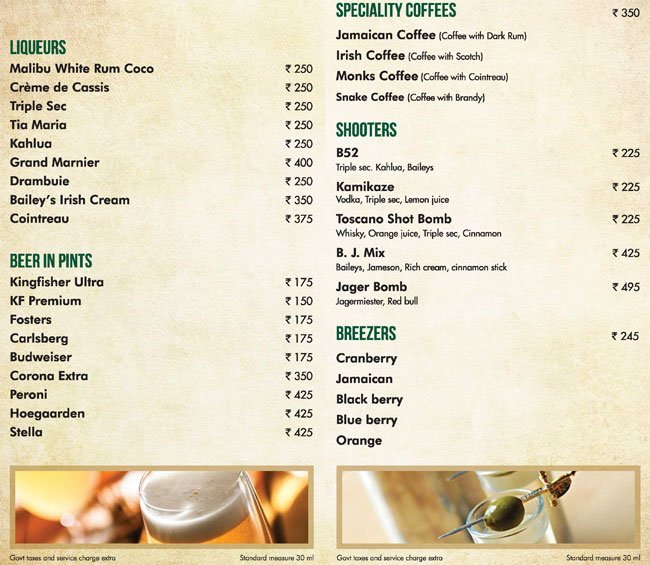 LIQUEURS
Malibu White Rum Coco ₹ 250
Crème de Cassis ₹ 250
Triple Sec ₹ 250
Tia Maria ₹ 250
Kahlua ₹ 250
Grand Marnier ₹ 400
Drambuie ₹ 250
Bailey's Irish Cream ₹ 350
Cointreau ₹ 375
BEER IN PINTS
Kingfisher Ultra ₹ 175
KF Premium ₹ 150
Fosters ₹ 175
Carlsberg ₹ 175
Budweiser ₹ 175
Corona Extra ₹ 350
Peroni ₹ 425
Hoegaarden ₹ 425
Stella ₹ 425
Govt taxes and service charge extra Standard measure 30 ml
SPECIALITY COFFEES ₹ 350
Jamaican Coffee (Coffee with Dark Rum)
Irish Coffee (Coffee with Scotch)
Monks Coffee (Coffee with Cointreau)
Snake Coffee (Coffee with Brandy)
SHOOTERS
B52 ₹ 225
Triple sec. Kahlua, Baileys
Kamikaze ₹ 225
Vodka, Triple sec, Lemon juice
Toscano Shot Bomb ₹ 225
Whisky, Orange juice, Triple sec, Cinnamon
B. J. Mix ₹ 425
Baileys, Jameson, Rich cream, cinnamon stick
Jager Bomb ₹ 495
Jagermiester, Red bull
BREEZERS ₹ 245
Cranberry
Jamaican
Black berry
Blue berry
Orange
Govt taxes and service charge extra Standard measure 30 ml